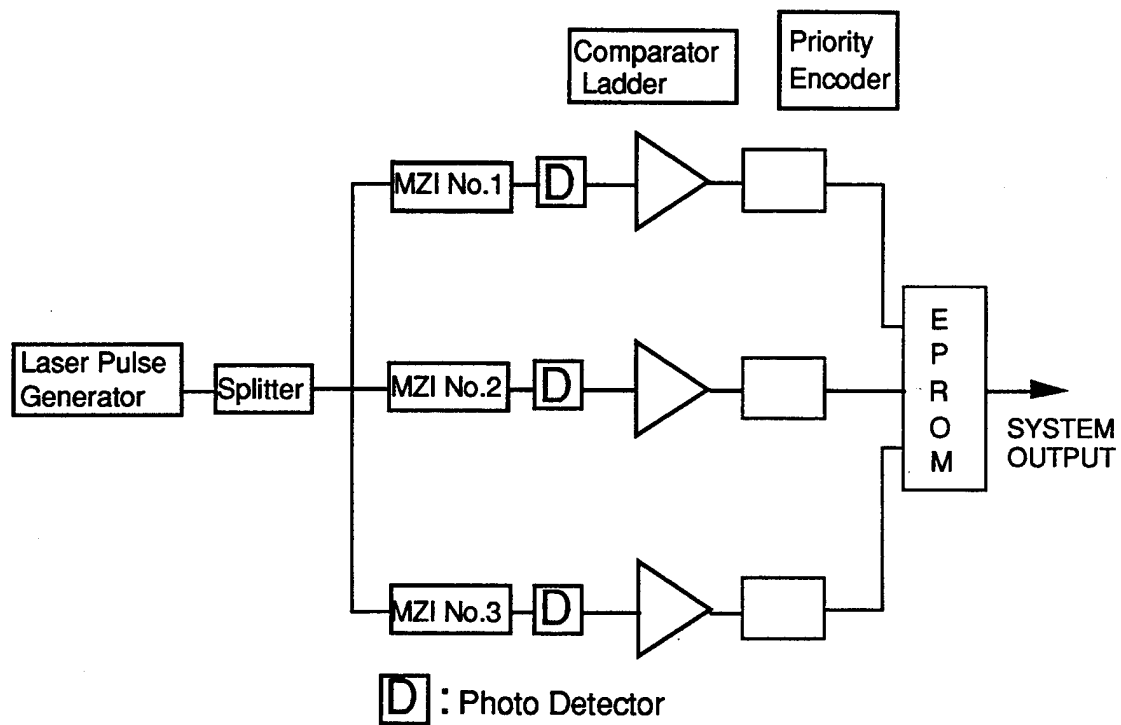 Comparator
Ladder
Priority
Encoder
MZI No.1
D
Laser Pulse
Generator
Splitter
MZI No.2
D
E
P
R
O
M
SYSTEM
OUTPUT
MZI No.3
D
D : Photo Detector